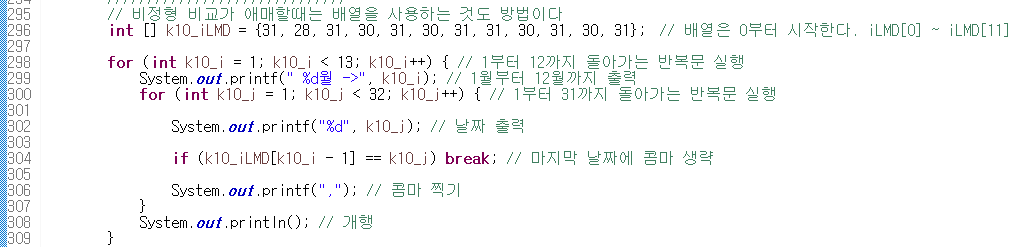 294 //////////////////////////////
295 // 비정형 비교가 애매할때는 배열을 사용하는 것도 방법이다
296 int [] k10_iLMD = {31, 28, 31, 30, 31, 30, 31, 31, 30, 31, 30, 31}; // 배열은 0부터 시작한다. iLMD[0] ~ iLMD[11]
297
298 for (int k10_i = 1; k10_i < 13; k10_i++) { // 1부터 12까지 돌아가는 반복문 실행
299 System.out.printf(" %d월 ->", k10_i); // 1월부터 12월까지 출력
300 for (int k10_j = 1; k10_j < 32; k10_j++) { // 1부터 31까지 돌아가는 반복문 실행
301
302 System.out.printf("%d", k10_j); // 날짜 출력
303
304 if (k10_iLMD[k10_i - 1] == k10_j) break; // 마지막 날짜에 콤마 생략
305
306 System.out.printf(","); // 콤마 찍기
307 }
308 System.out.println(); // 개행
309 }